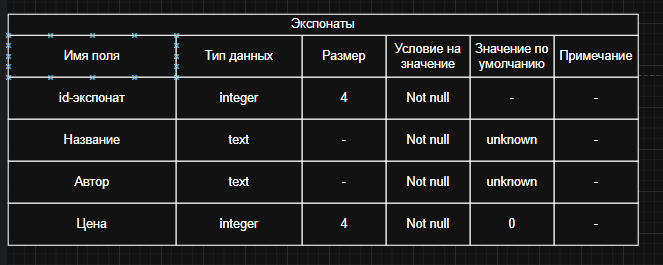 Экспонаты
Имя поля Тип данных Размер Условие на значение Значение по умолчанию Примечание
id-экспонат integer 4 Not null - -
Название text - Not null unknown -
Автор text - Not null unknown -
Цена integer 4 Not null 0 -